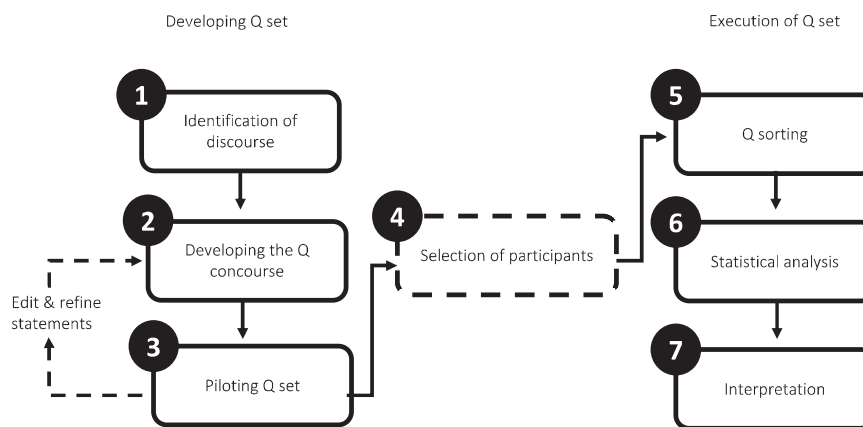 Developing Q set
Execution of Q set
1
Identification of
discourse
2
Developing the Q
concourse
Edit & refine
statements
3
Piloting Q set
4
Selection of participants
5
Q sorting
6
Statistical analysis
7
Interpretation